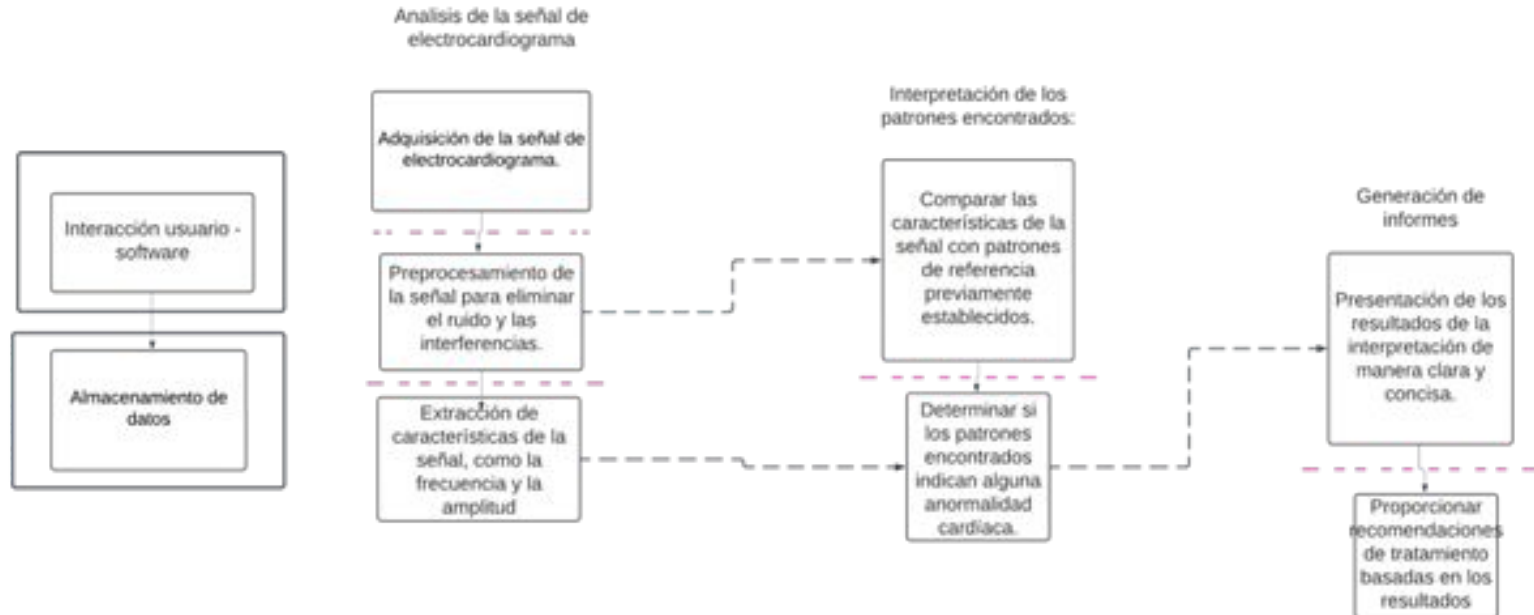 Analisis de la señal de
electrocardiograma
Interacción usuario -
software
Almacenamiento de
datos
Adquisición de la señal de
electrocardiograma.
Preprocesamiento de
la señal para eliminar
el ruido y las
interferencias.
Extracción de
características de la
señal, como la
frecuencia y la
amplitud
Interpretación de los
patrones encontrados:
Comparar las
características de la
señal con patrones
de referencia
previamente
establecidos.
Determinar si
los patrones
encontrados
indican alguna
anormalidad
cardíaca.
Generación de
informes
Presentación de los
resultados de la
interpretación de
manera clara y
concisa.
Proporcionar
recomendaciones
de tratamiento
basadas en los
resultados